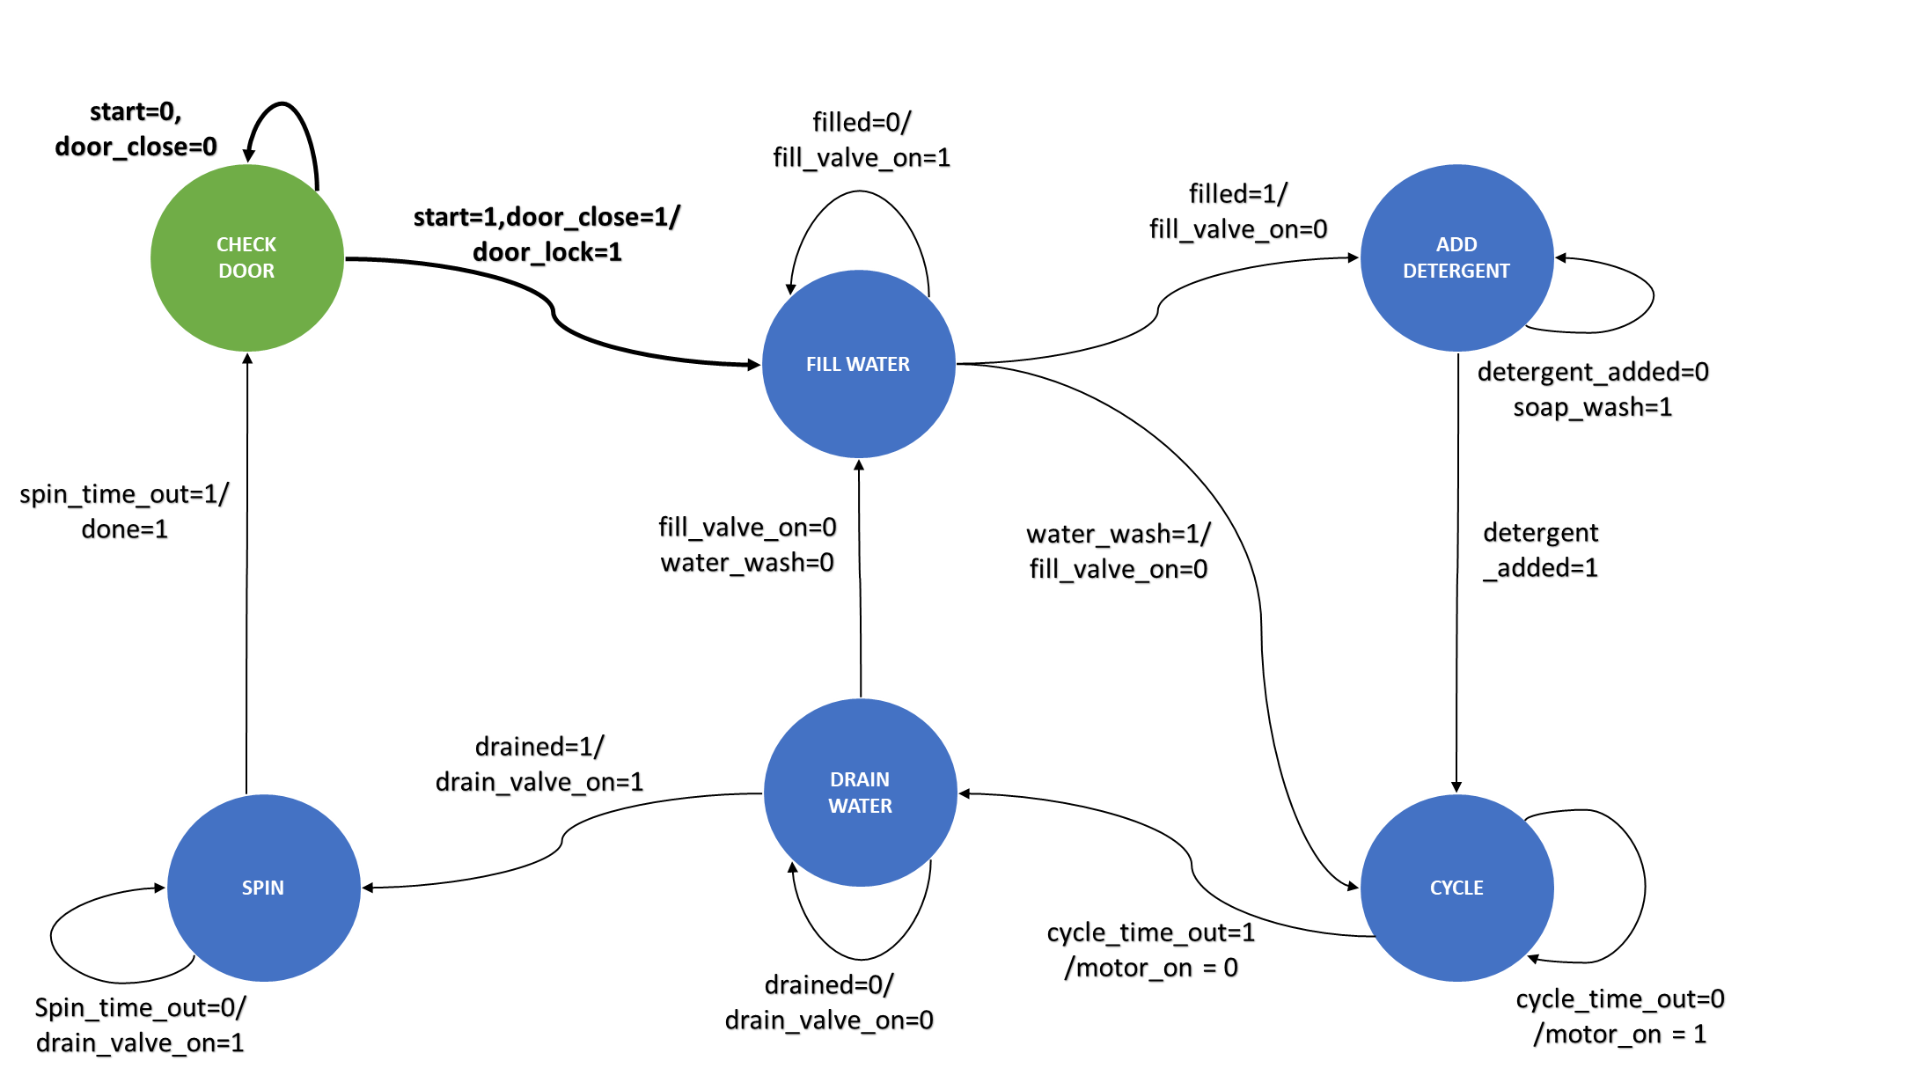 start=0,
door_close=0
CHECK
DOOR
start=1,door_close=1/
door_lock=1
filled=0/
fill_valve_on=1
FILL WATER
filled=1/
fill_valve_on=0
ADD
DETERGENT
detergent_added=0
soap_wash=1
spin_time_out=1/
done=1
fill_valve_on=0
water_wash=0
water_wash=1/
fill_valve_on=0
detergent
_added=1
drained=1/
drain_valve_on=1
DRAIN
WATER
SPIN
CYCLE
cycle_time_out=1
/motor_on = 0
drained=0/
drain_valve_on=0
Spin_time_out=0/
drain_valve_on=1
cycle_time_out=0
/motor_on = 1